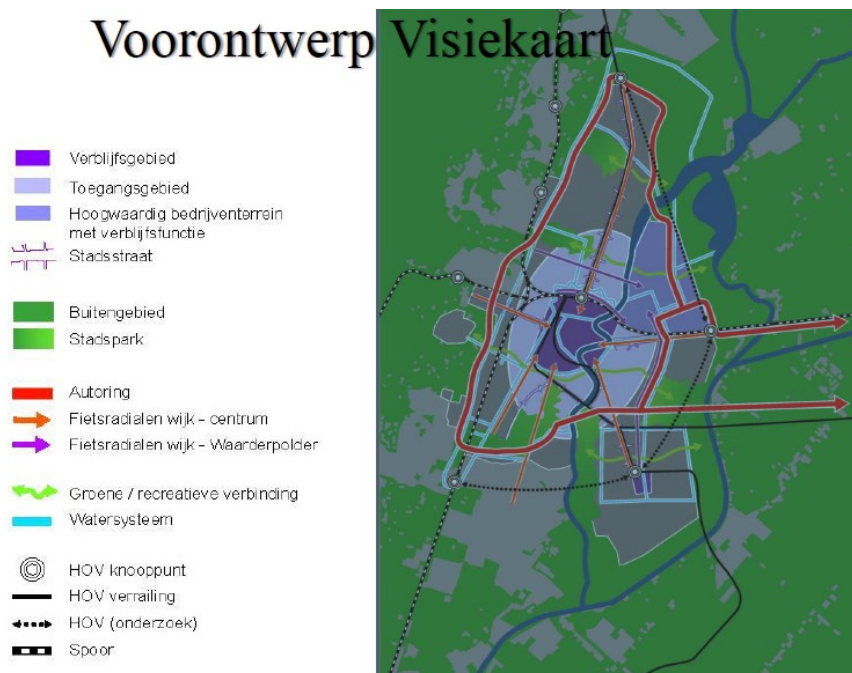 Voorontwerp Visiekaart
Verblijfsgebied
Toegangsgebied
Hoogwaardig bedrijventerrein
met verblijfsfunctie
Stadsstraat
Buitengebied
Stadspark
Autoring
Fietsradialen wijk - centrum
Fietsradialen wijk - Waarderpolder
Groene / recreatieve verbinding
Watersysteem
HOV knooppunt
HOV verrailing
HOV (onderzoek)
Spoor